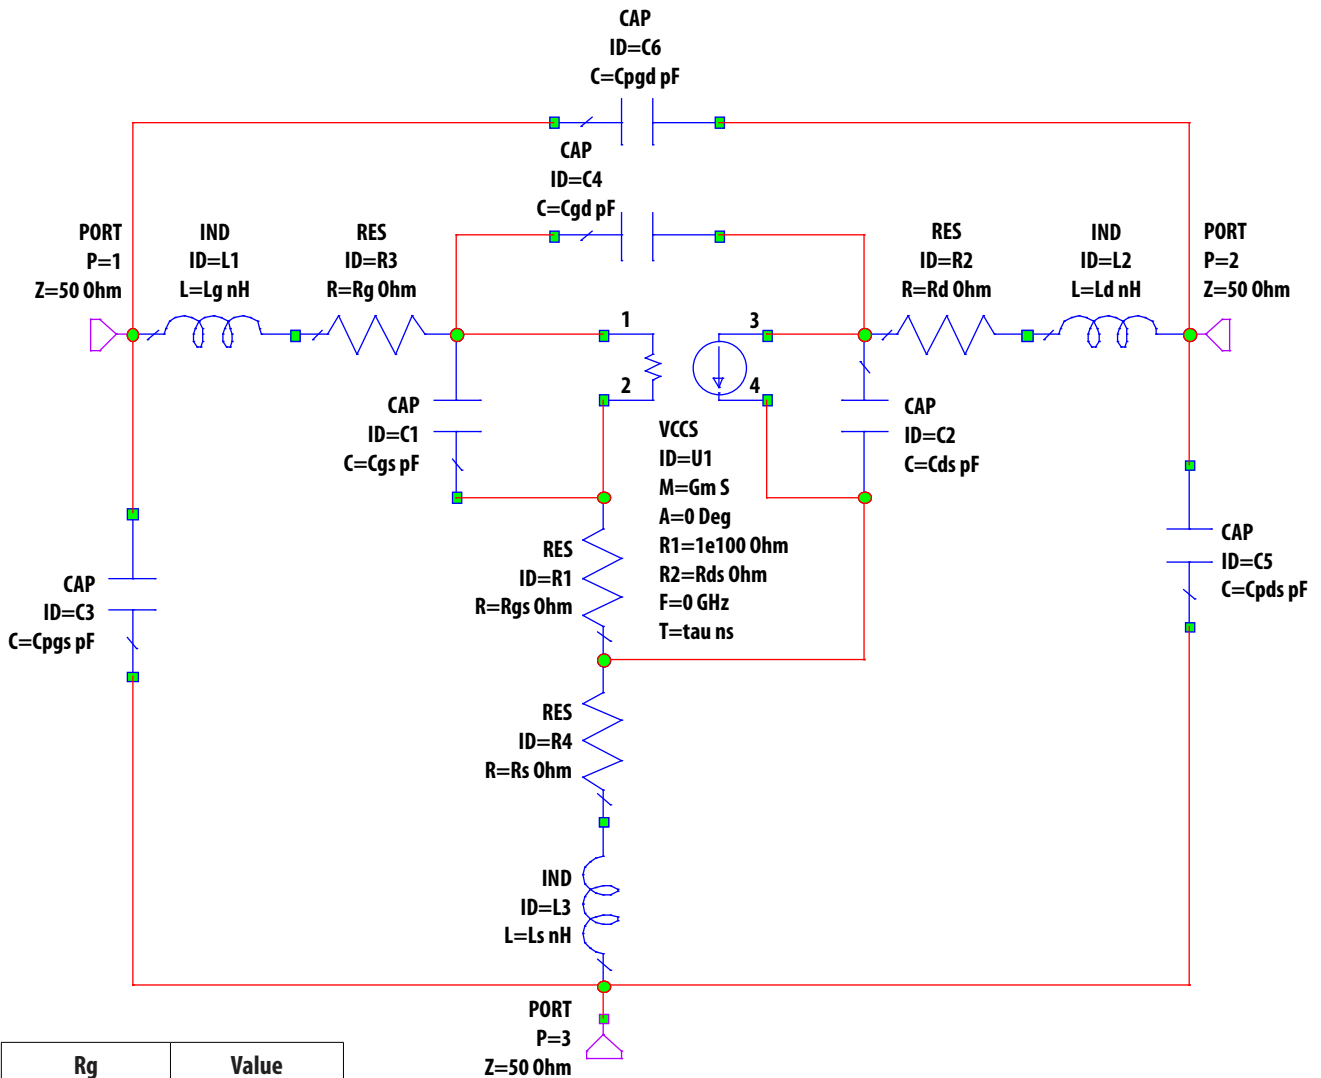 CAP
ID=C6
C=Cpgd pF
CAP
ID=C4
C=Cgd pF
PORT
P=1
Z=50 Ohm
IND
ID=L1
L=Lg nH
RES
ID=R3
R=Rg Ohm
RES
ID=R2
R=Rd Ohm
IND
ID=L2
L=Ld nH
PORT
P=2
Z=50 Ohm
1
2
3
4
CAP
ID=C1
C=Cgs pF
VCCS
ID=U1
M=Gm S
A=0 Deg
R1=1e100 Ohm
R2=Rds Ohm
F=0 GHz
T=tau ns
CAP
ID=C2
C=Cds pF
CAP
ID=C3
C=Cpgs pF
RES
ID=R1
R=Rgs Ohm
CAP
ID=C5
C=Cpds pF
RES
ID=R4
R=Rs Ohm
IND
ID=L3
L=Ls nH
PORT
P=3
Z=50 Ohm
Rg Value